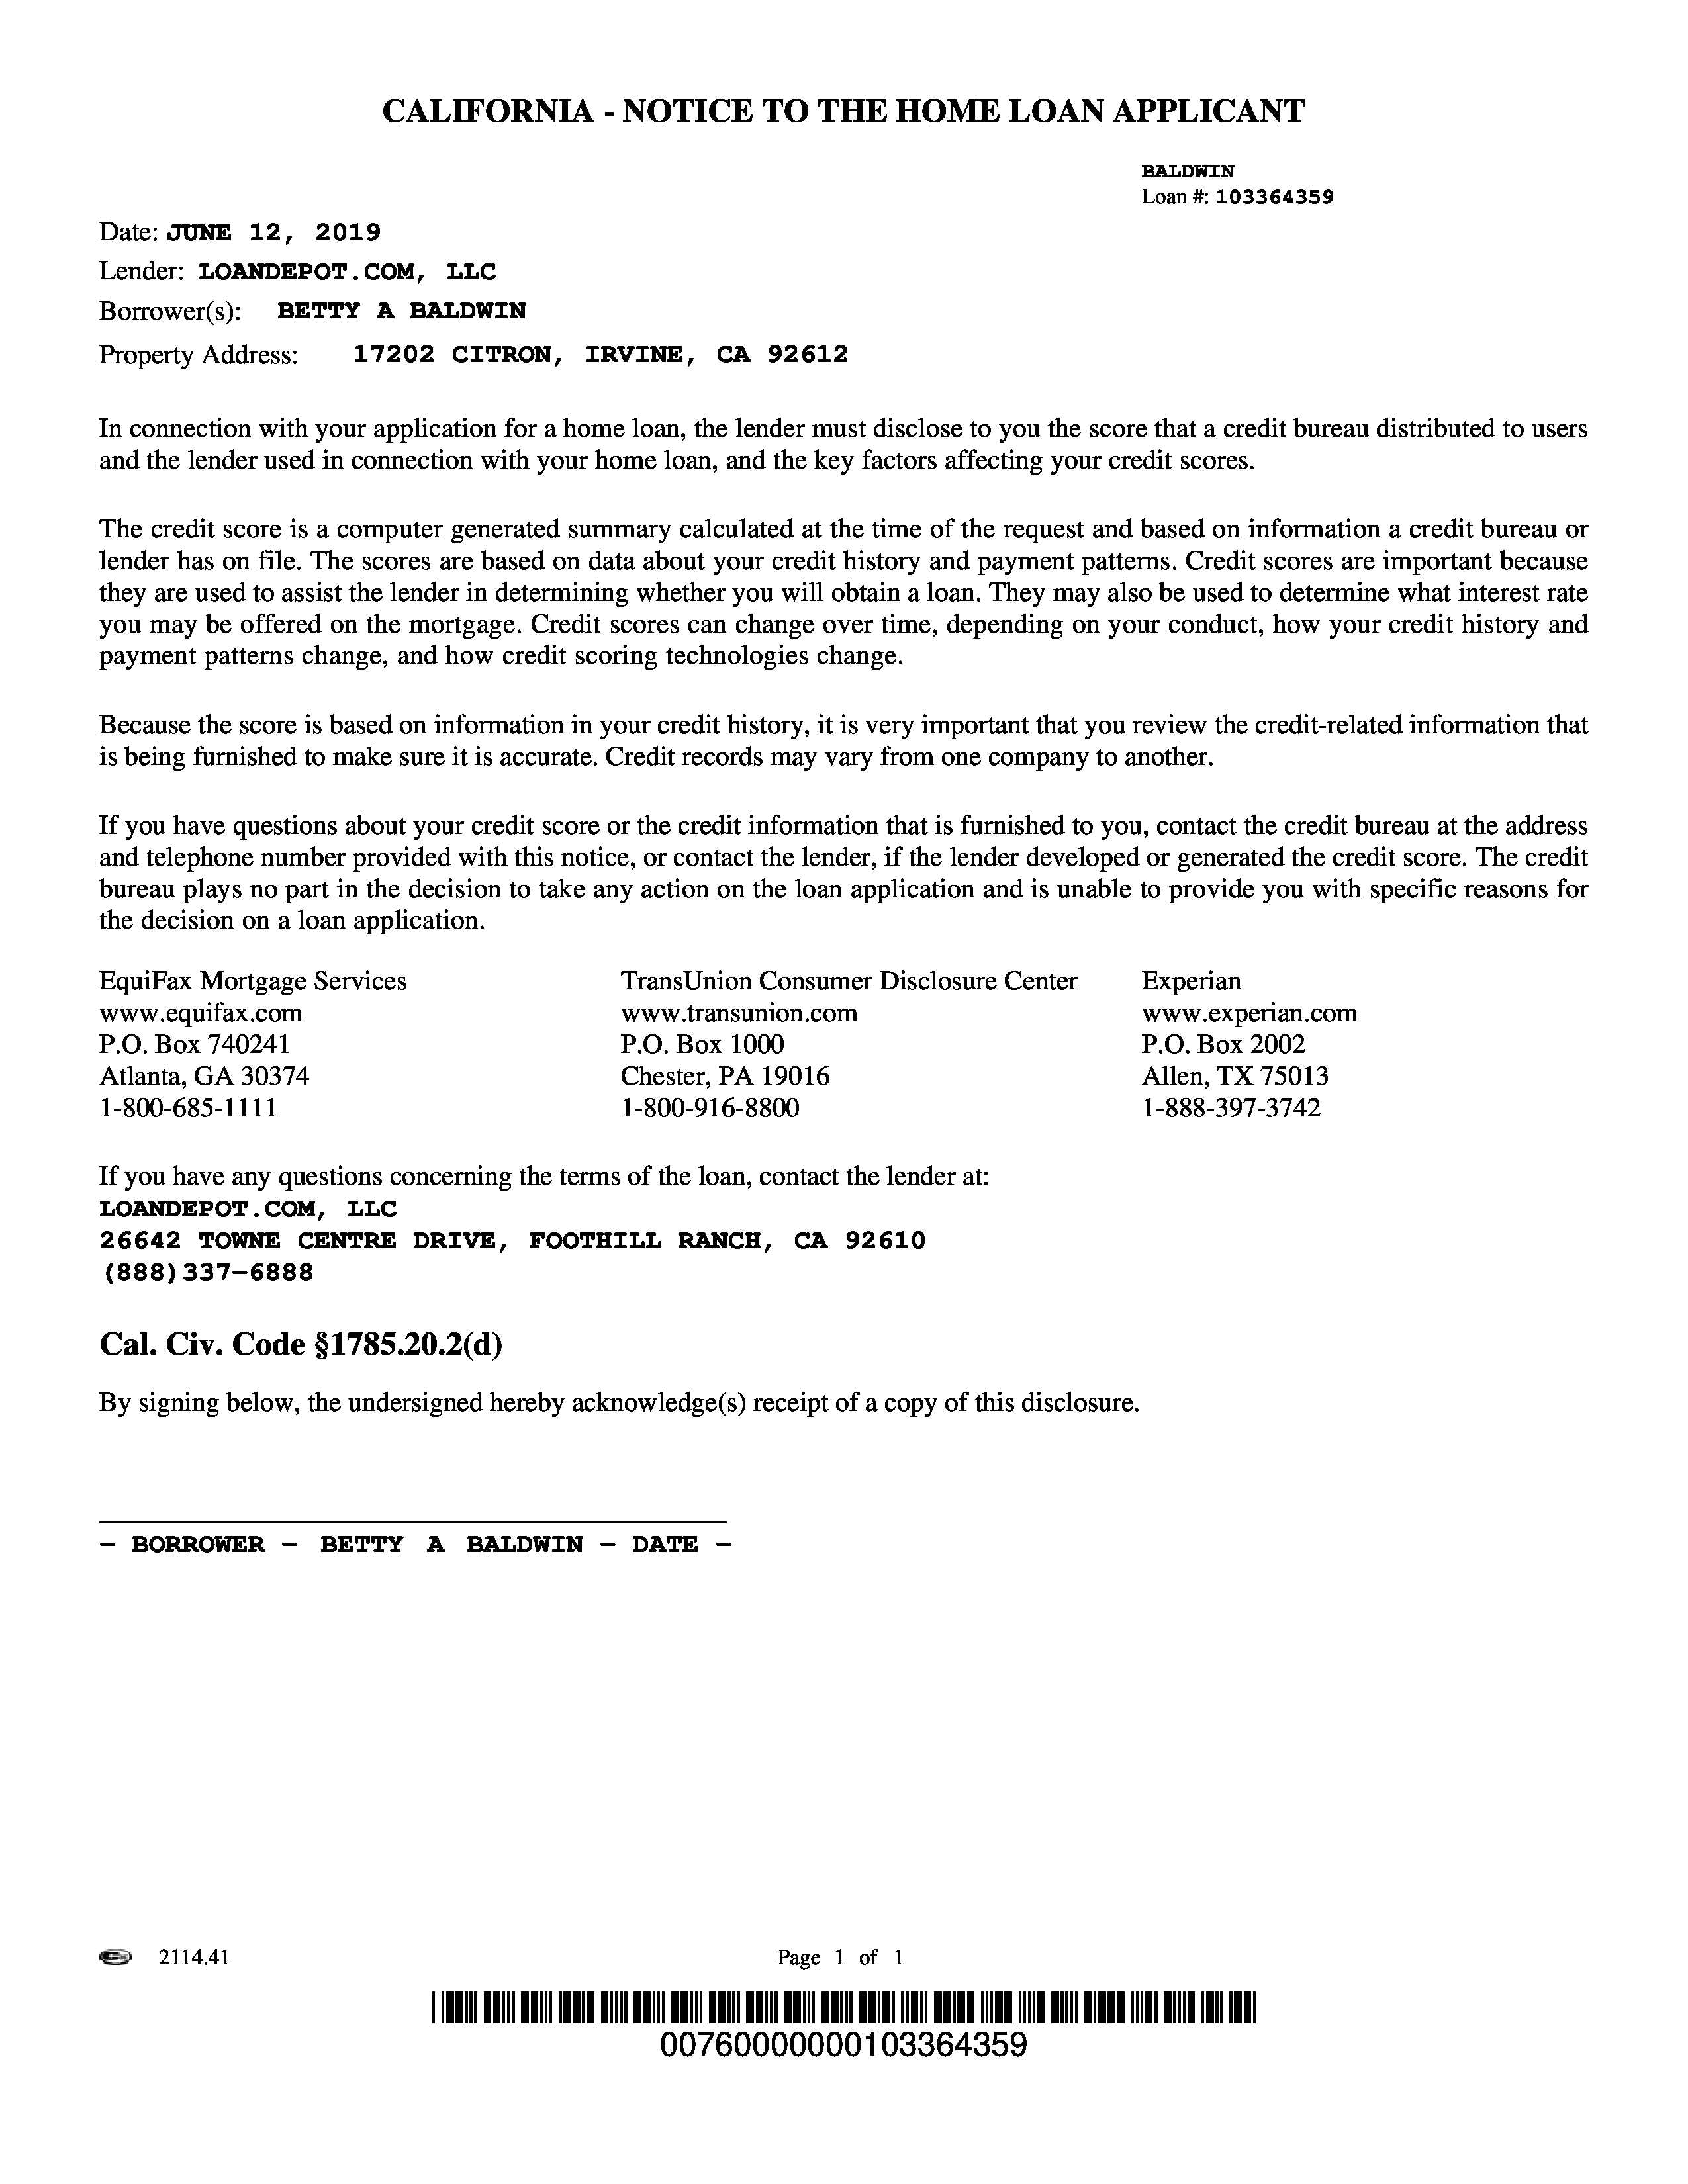 CALIFORNIA - NOTICE TO THE HOME LOAN APPLICANT
BALDWIN
Loan #: 103364359
Date: JUNE 12, 2019
Lender: LOANDEPOT.COM, LLC
Borrower(s): BETTY A BALDWIN
Property Address: 17202 CITRON, IRVINE, CA 92612
In connection with your application for a home loan, the lender must disclose to you the score that a credit bureau distributed to users
and the lender used in connection with your home loan, and the key factors affecting your credit scores.
The credit score is a computer generated summary calculated at the time of the request and based on information a credit bureau or
lender has on file. The scores are based on data about your credit history and payment patterns. Credit scores are important because
they are used to assist the lender in determining whether you will obtain a loan. They may also be used to determine what interest rate
you may be offered on the mortgage. Credit scores can change over time, depending on your conduct, how your credit history and
payment patterns change, and how credit scoring technologies change.
Because the score is based on information in your credit history, it is very important that you review the credit-related information that
is being furnished to make sure it is accurate. Credit records may vary from one company to another.
If you have questions about your credit score or the credit information that is furnished to you, contact the credit bureau at the address
and telephone number provided with this notice, or contact the lender, if the lender developed or generated the credit score. The credit
bureau plays no part in the decision to take any action on the loan application and is unable to provide you with specific reasons for
the decision on a loan application.
EquiFax Mortgage Services
www.equifax.com
P.O. Box 740241
Atlanta, GA 30374
1-800-685-1111
TransUnion Consumer Disclosure Center
www.transunion.com
P.O. Box 1000
Chester, PA 19016
1-800-916-8800
Experian
www.experian.com
P.O. Box 2002
Allen, TX 75013
1-888-397-3742
If you have any questions concerning the terms of the loan, contact the lender at:
LOANDEPOT.COM, LLC
26642 TOWNE CENTRE DRIVE, FOOTHILL RANCH, CA 92610
(888)337-6888
Cal. Civ. Code §1785.20.2(d)
By signing below, the undersigned hereby acknowledge(s) receipt of a copy of this disclosure.
- BORROWER - BETTY A BALDWIN - DATE -
2114.41
Page 1 of 1
00760000000103364359